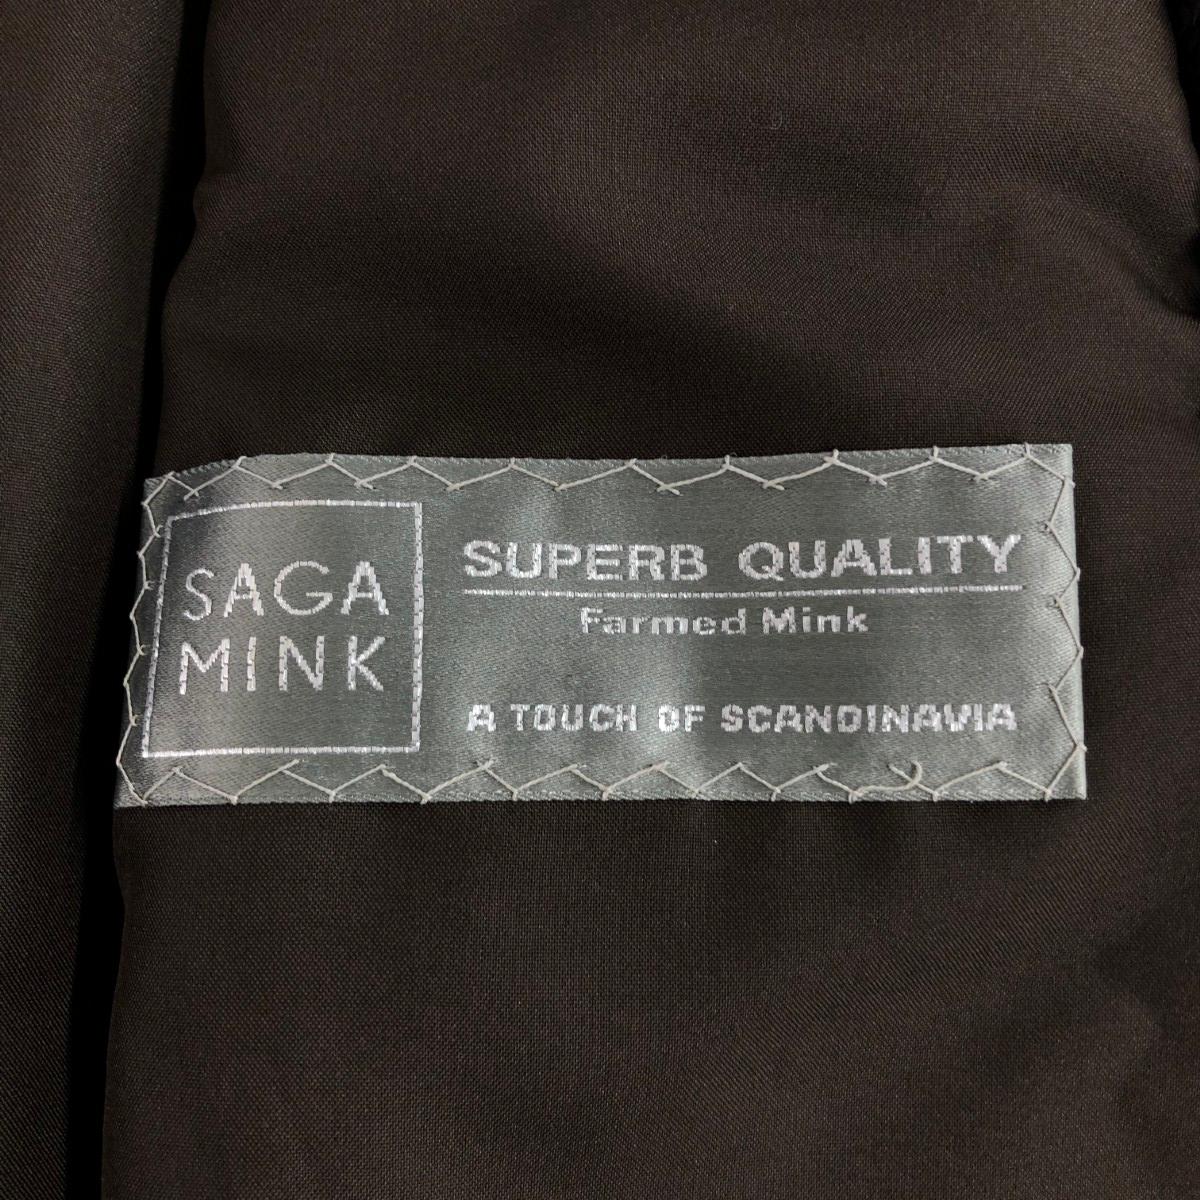 SAGA
MINK
SUPERB QUALITY
Farmed Mink
A TOUCH OF SCANDINAVIA